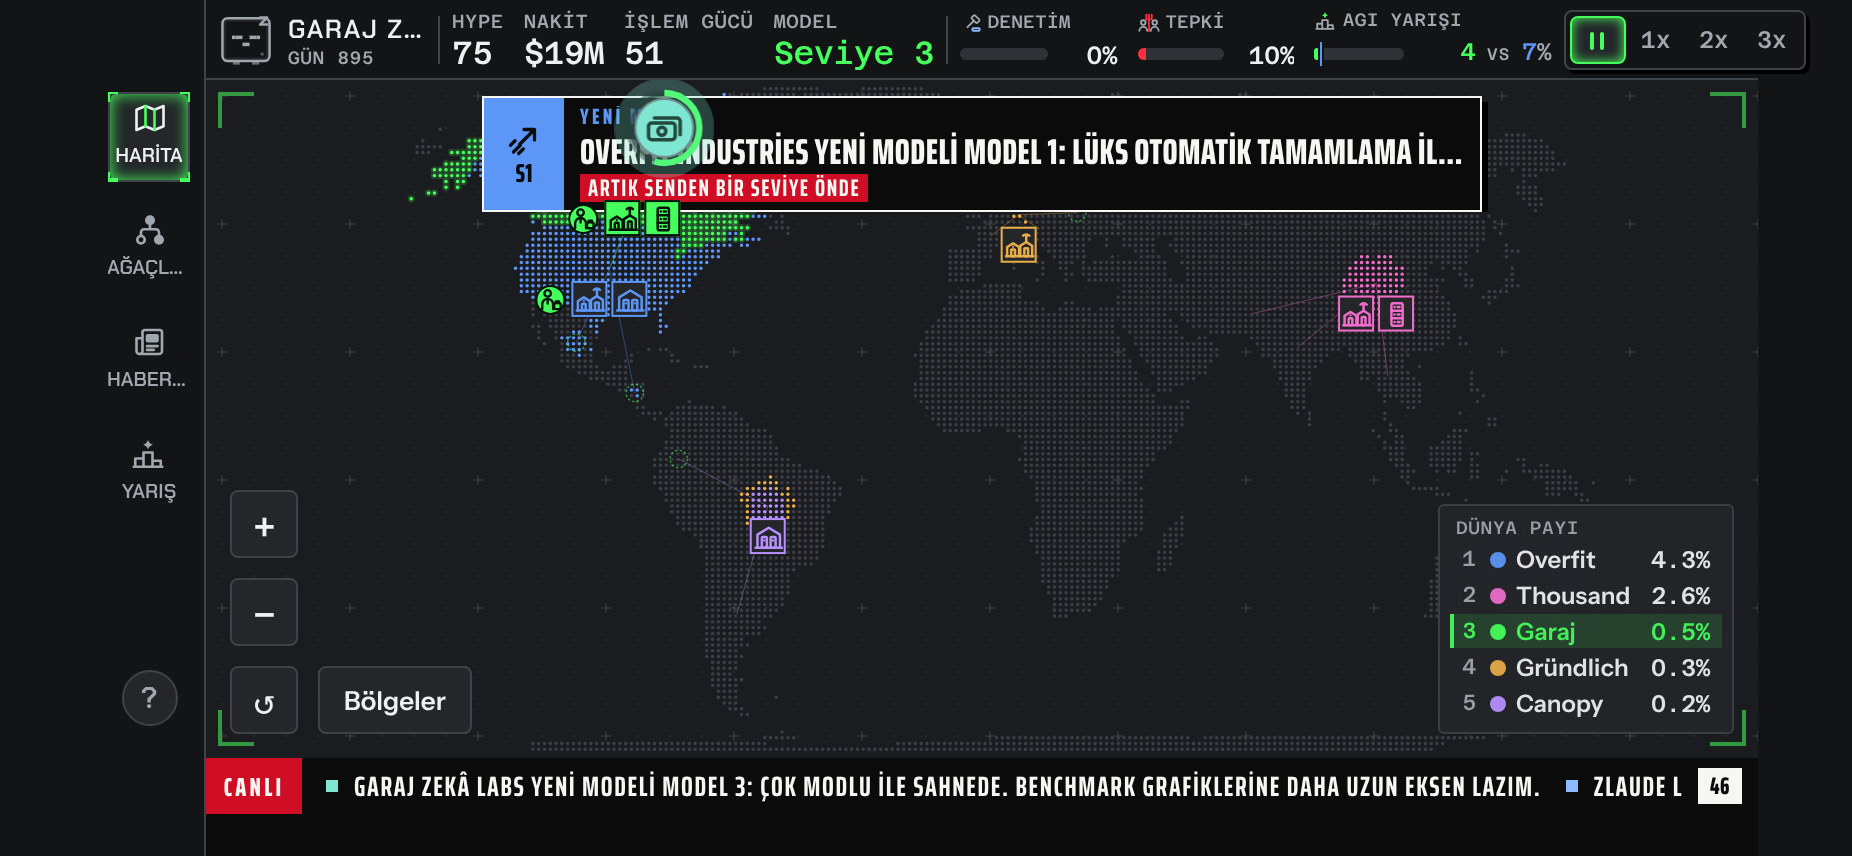 GARAJ Z...
GÜN 895
HYPE
75
NAKİT
$19M
İŞLEM GÜCÜ
51
MODEL
Seviye 3
DENETİM
0%
TEPKİ
10%
AGI YARIŞI
4 VS 7%
1x
2x
3x
HARİTA
AĞAÇL...
HABER...
YARIŞ
?
S1
YENİ M
INDUSTRİES YENİ MODELİ MODEL 1: LÜKS OTOMATİK TAMAMLAMA İL...
ARTIK SENDEN BİR SEVİYE ÖNDE
+
−
↺
Bölgeler
DÜNYA PAYI
1 Overfit 4.3%
2 Thousand 2.6%
3 Garaj 0.5%
4 Gründlich 0.3%
5 Canopy 0.2%
CANLI
GARAJ ZEKÂ LABS YENİ MODELİ MODEL 3: ÇOK MODLU İLE SAHNEDE. BENCHMARK GRAFİKLERİNE DAHA UZUN EKSEN LAZIM.
ZLAUDE L
46